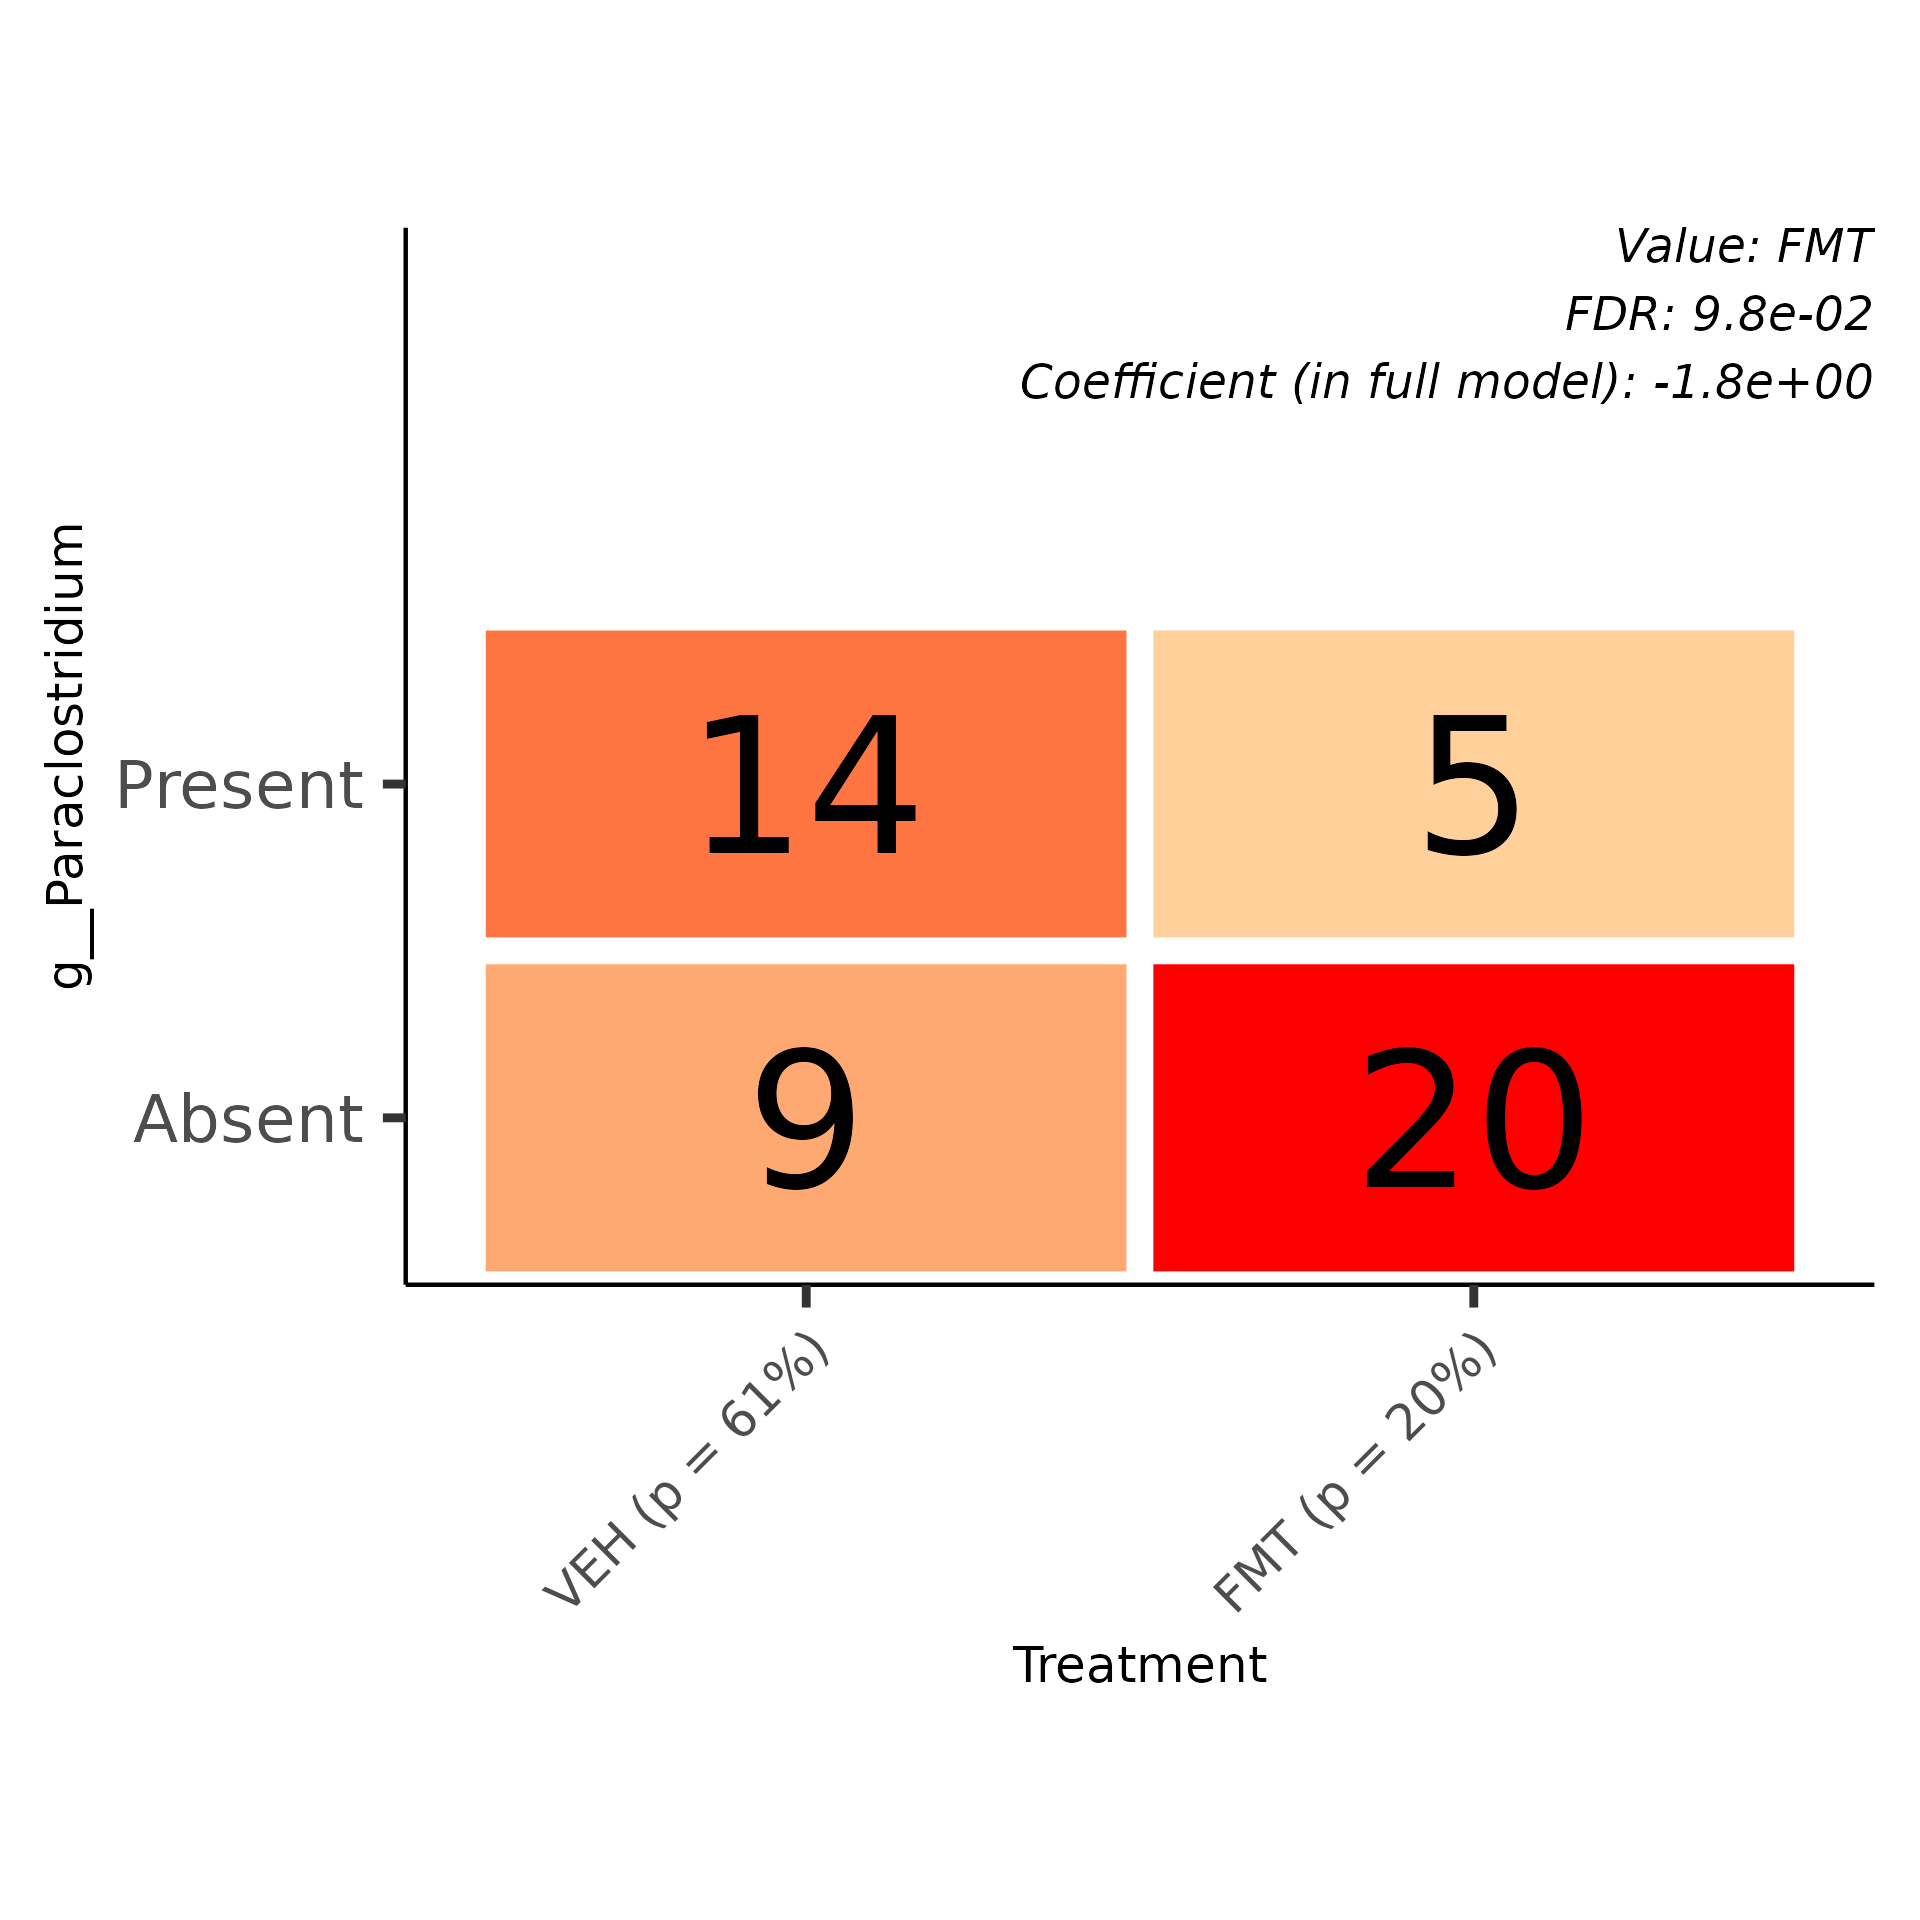 Value: FMT
FDR: 9.8e-02
Coefficient (in full model): -1.8e+00
g__Paraclostridium
Present
14
5
Absent
9
20
VEH (p = 61%)
FMT (p = 20%)
Treatment